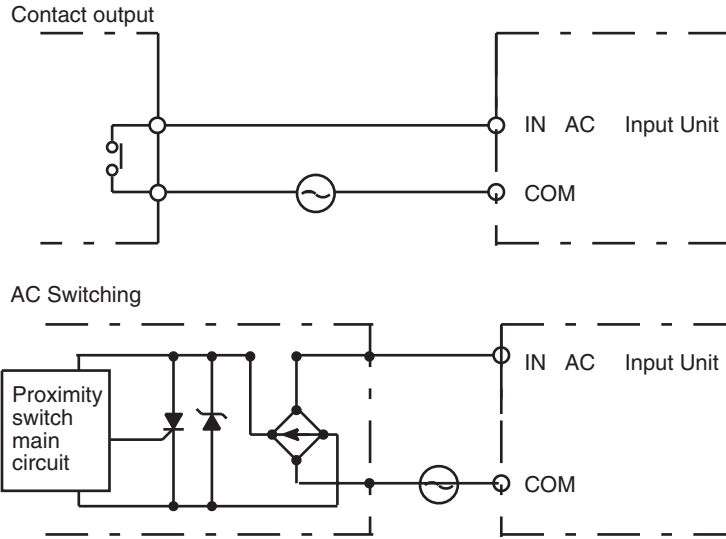 Contact output
IN AC Input Unit
COM
AC Switching
IN AC Input Unit
Proximity
switch
main
circuit
COM